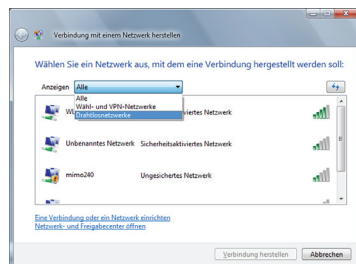 Verbindung mit einem Netzwerk herstellen
Wählen Sie ein Netzwerk aus, mit dem eine Verbindung hergestellt werden soll:
Anzeigen Alle
Alle
Wähl- und VPN-Netzwerke
Drahtlosnetzwerke
Netzwerk
Unbenanntes Netzwerk Sicherheitsaktiviertes Netzwerk
mimo240 Ungesichertes Netzwerk
Eine Verbindung oder ein Netzwerk einrichten
Netzwerk- und Freigabecenter öffnen
Verbindung herstellen Abbrechen